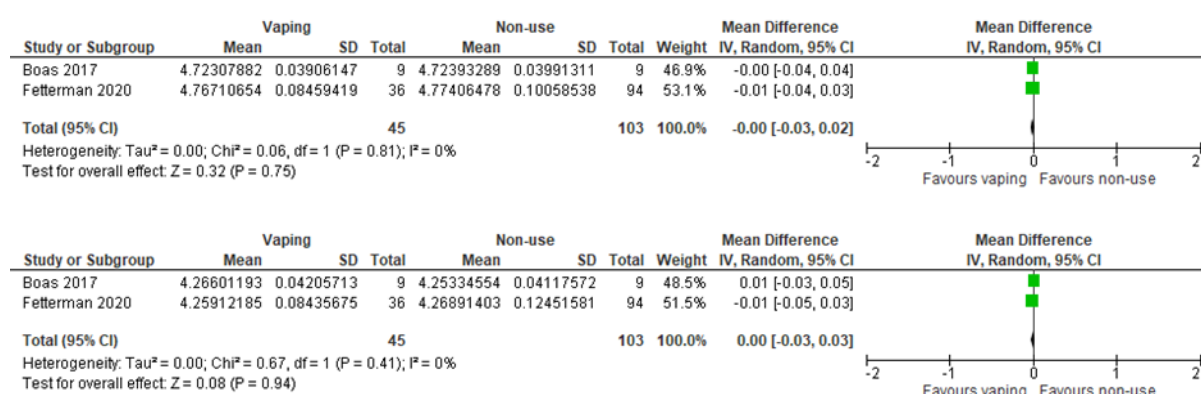 Vaping Non-use Mean Difference Mean Difference
Study or Subgroup Mean SD Total Mean SD Total Weight IV, Random, 95% CI IV, Random, 95% CI
Boas 2017 4.72307882 0.03906147 9 4.72393289 0.03991311 9 46.9% -0.00 [-0.04, 0.04]
Fetterman 2020 4.76710654 0.08459419 36 4.77406478 0.10058538 94 53.1% -0.01 [-0.04, 0.03]
Total (95% CI) 45 103 100.0% -0.00 [-0.03, 0.02]
Heterogeneity: Tau² = 0.00; Chi² = 0.06, df = 1 (P = 0.81); I² = 0%
Test for overall effect: Z = 0.32 (P = 0.75)
-2 -1 0 1 2
Favours vaping Favours non-use
Vaping Non-use Mean Difference Mean Difference
Study or Subgroup Mean SD Total Mean SD Total Weight IV, Random, 95% CI IV, Random, 95% CI
Boas 2017 4.26601193 0.04205713 9 4.25334554 0.04117572 9 48.5% 0.01 [-0.03, 0.05]
Fetterman 2020 4.25912185 0.08435675 36 4.26891403 0.12451581 94 51.5% -0.01 [-0.05, 0.03]
Total (95% CI) 45 103 100.0% 0.00 [-0.03, 0.03]
Heterogeneity: Tau² = 0.00; Chi² = 0.67, df = 1 (P = 0.41); I² = 0%
Test for overall effect: Z = 0.08 (P = 0.94)
-2 -1 0 1 2
Favours vaping Favours non-use